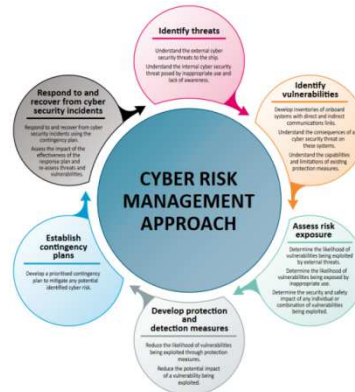 Identify threats
Understand the external cyber
security threats to the ship.
Understand the internal cyber security
threat posed by inappropriate use and
lack of awareness.
Identify
vulnerabilities
Develop inventories of onboard
systems with direct and indirect
communications links.
Understand the consequences of a
cyber security threat on these
systems.
Understand the capabilities
and limitations of existing
protection measures.
Assess risk
exposure
Determine the likelihood of
vulnerabilities being exploited
by external threats.
Determine the likelihood of
vulnerabilities being exposed by
inappropriate use.
Determine the security and safety
impact of any individual or
combination of vulnerabilities
being exploited.
Develop protection
and
detection measures
Reduce the likelihood of vulnerabilities
being exploited through protection
measures.
Reduce the potential impact
of a vulnerability being
exploited.
Establish
contingency
plans
Develop a prioritised contingency
plan to mitigate any potential
identified cyber risk.
Respond to and
recover from cyber
security incidents
Respond to and recover from cyber
security incidents using the
contingency plan.
Assess the impact of the
effectiveness of the
response plan and
re-assess threats and
vulnerabilities.
CYBER RISK
MANAGEMENT
APPROACH